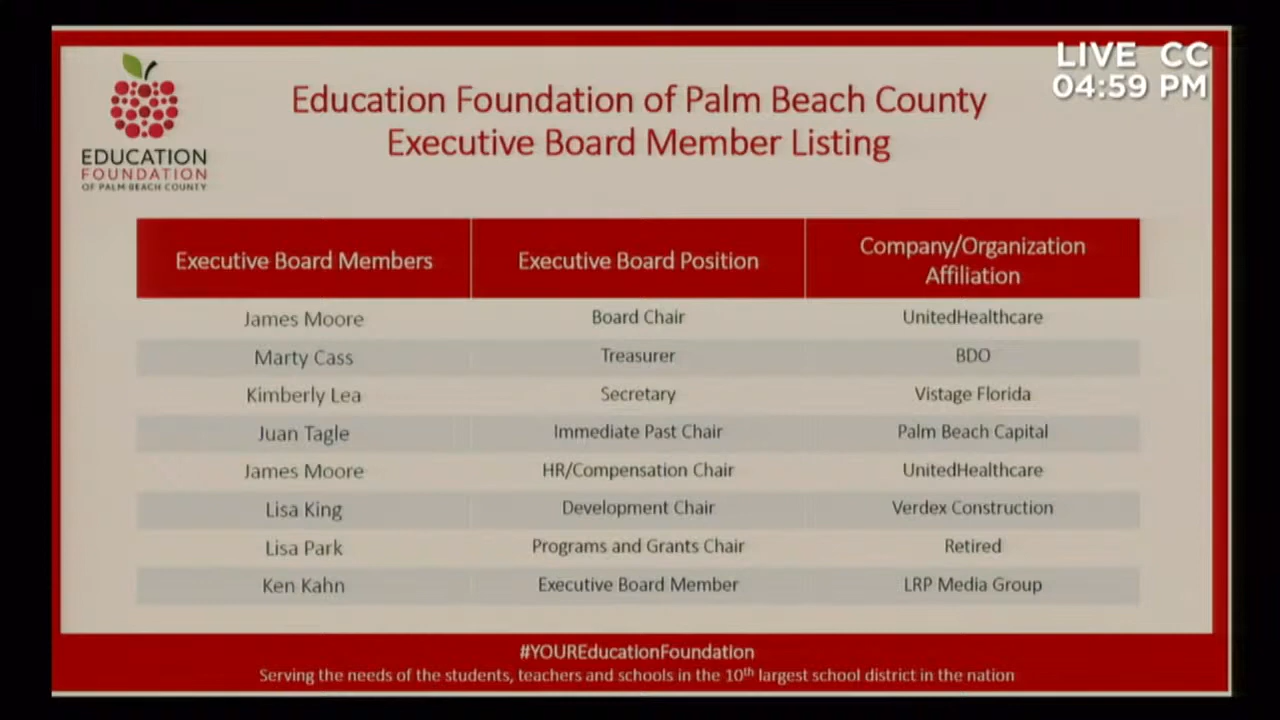 LIVE CC
04:59 PM
EDUCATION
FOUNDATION
OF PALM BEACH COUNTY
Education Foundation of Palm Beach County
Executive Board Member Listing
Executive Board Members Executive Board Position Company/Organization Affiliation
James Moore Board Chair UnitedHealthcare
Marty Cass Treasurer BDO
Kimberly Lea Secretary Vistage Florida
Juan Tagle Immediate Past Chair Palm Beach Capital
James Moore HR/Compensation Chair UnitedHealthcare
Lisa King Development Chair Verdex Construction
Lisa Park Programs and Grants Chair Retired
Ken Kahn Executive Board Member LRP Media Group
#YOUREducationFoundation
Serving the needs of the students, teachers and schools in the 10th largest school district in the nation